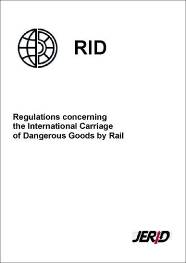 RID
Regulations concerning
the International Carriage
of Dangerous Goods by Rail
JERID